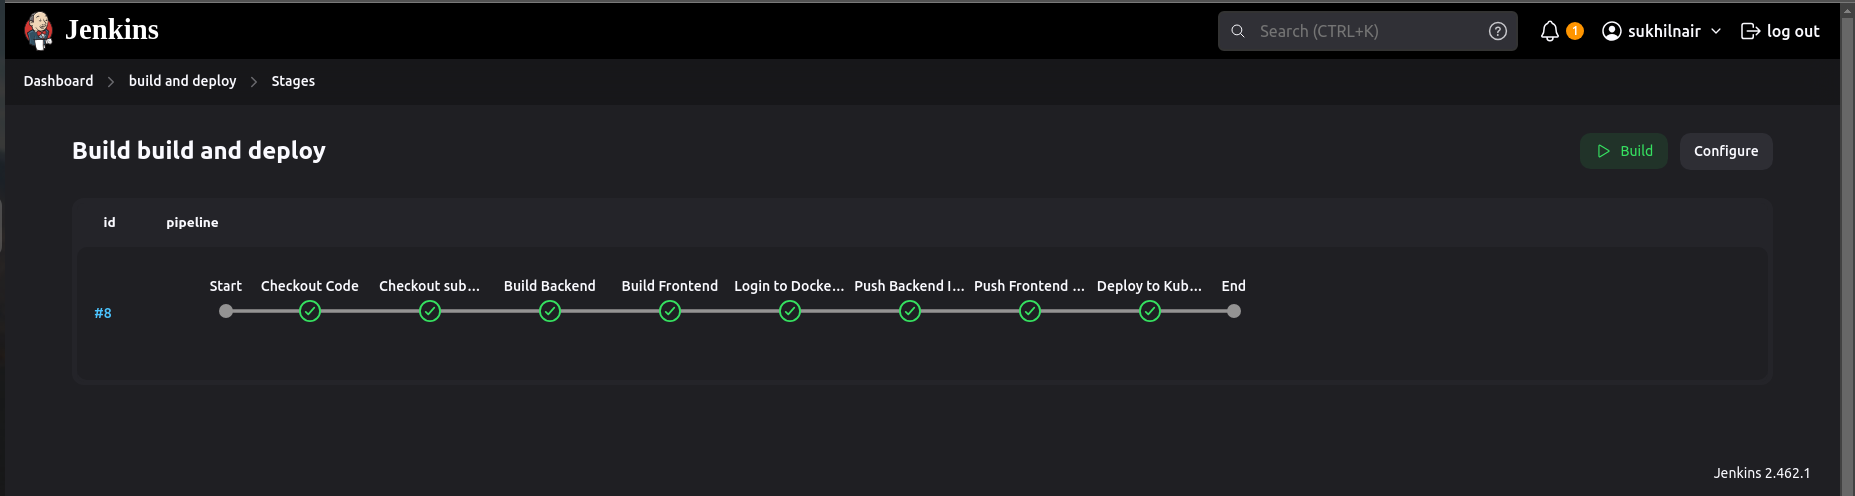 Jenkins
Search (CTRL+K)
?
1
sukhilnair
log out
Dashboard
build and deploy
Stages
Build build and deploy
Build
Configure
id
pipeline
Start
Checkout Code
Checkout sub...
Build Backend
Build Frontend
Login to Docke...
Push Backend I...
Push Frontend ...
Deploy to Kub...
End
#8
Jenkins 2.462.1